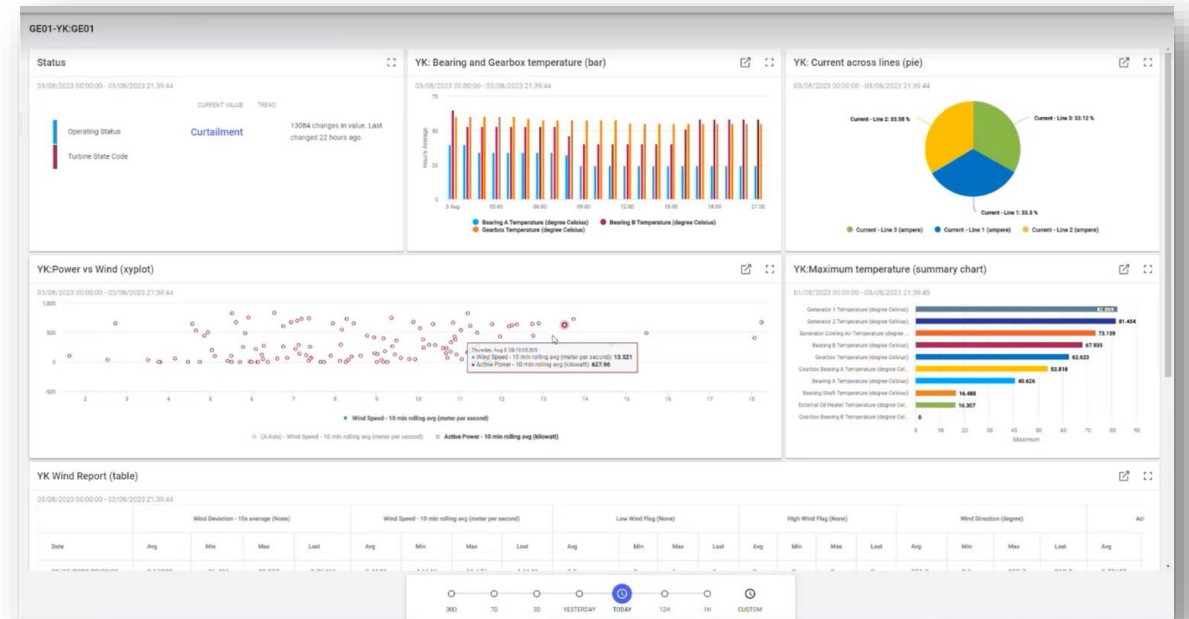 GE01-YK:GE01
Status
03/08/2023 00:00:00 - 03/08/2023 21:39:44
CURRENT VALUE TREND
Operating Status Curtailment
13084 changes in value. Last
changed 22 hours ago.
Turbine State Code
YK: Bearing and Gearbox temperature (bar)
03/08/2023 00:00:00 - 03/08/2023 21:39:44
Hourly Average
75
50
25
0
3 Aug 03:00 06:00 09:00 12:00 15:00 18:00 21:00
Bearing A Temperature (degree Celsius) Bearing B Temperature (degree Celsius)
Gearbox Temperature (degree Celsius)
YK: Current across lines (pie)
03/08/2023 00:00:00 - 03/08/2023 21:39:44
Current - Line 2: 33.58 %
Current - Line 3: 33.12 %
Current - Line 1: 33.3 %
Current - Line 3 (ampere) Current - Line 1 (ampere) Current - Line 2 (ampere)
YK:Power vs Wind (xyplot)
03/08/2023 00:00:00 - 03/08/2023 21:39:44
1,000
500
0
-500
2 3 4 5 6 7 8 9 10 11 12 13 14 15 16 17 18
Thursday, Aug 3,
Wind Speed - 10 min rolling avg (meter per second): 13.521
Active Power - 10 min rolling avg (kilowatt): 627.96
Wind Speed - 10 min rolling avg (meter per second)
(X-Axis) - Wind Speed - 10 min rolling avg (meter per second) Active Power - 10 min rolling avg (kilowatt)
YK:Maximum temperature (summary chart)
01/08/2023 00:00:00 - 03/08/2023 21:39:45
Generator 1 Temperature (degree Celsius)
Generator 2 Temperature (degree Celsius) 81.454
Generator Cooling Air Temperature (degree ... 73.159
Bearing B Temperature (degree Celsius) 67.939
Gearbox Temperature (degree Celsius) 62.623
Gearbox Bearing A Temperature (degree Cel... 53.818
Bearing A Temperature (degree Celsius) 40.626
Bearing Shaft Temperature (degree Celsius) 16.488
External Oil Heater Temperature (degree Cel... 16.307
Gearbox Bearing B Temperature (degree Cel... 0
0 10 20 30 40 50 60 70 80 90
Maximum
YK Wind Report (table)
03/08/2023 00:00:00 - 03/08/2023 21:39:44
Wind Deviation - 10s average (None) Wind Speed - 10 min rolling avg (meter per second) Low Wind Flag (None) High Wind Flag (None) Wind Direction (degree)
Date Avg Min Max Last Avg Min Max Last Avg Min Max Last Avg Min Max Last Avg Min Max Last Avg
30D 7D 3D YESTERDAY TODAY 12H 1H CUSTOM